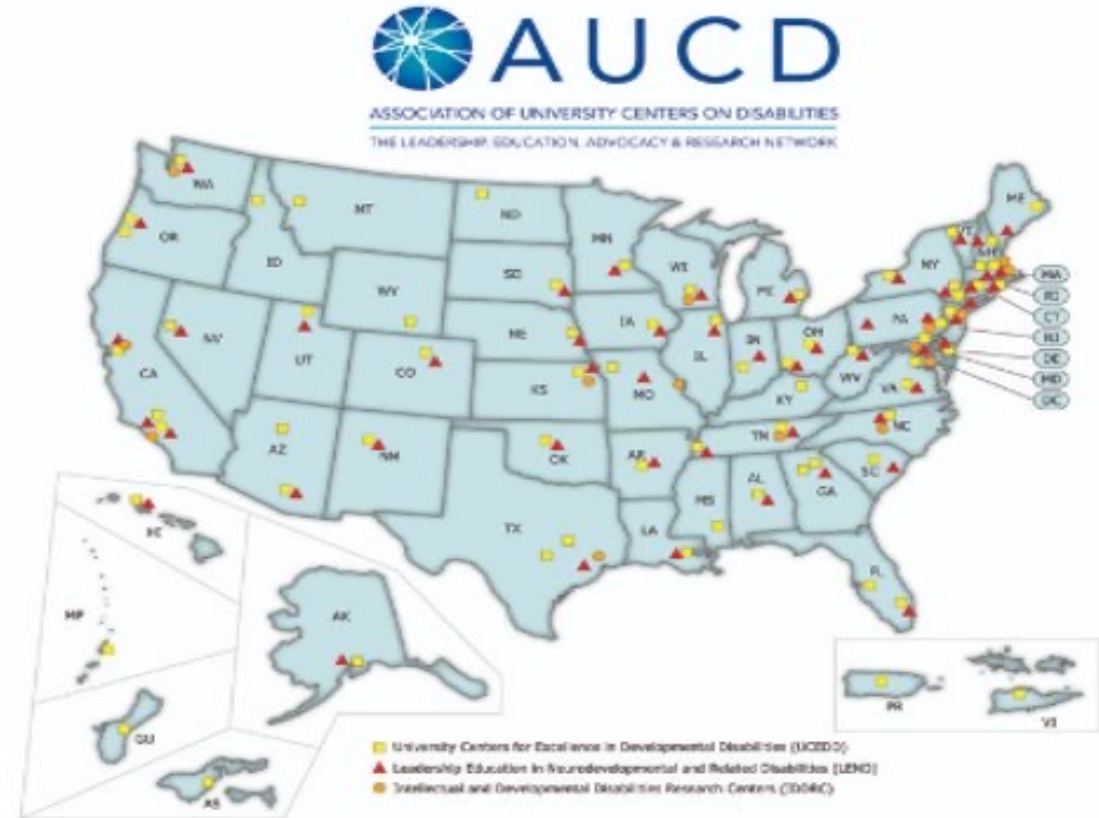 AUCD
ASSOCIATION OF UNIVERSITY CENTERS ON DISABILITIES
THE LEADERSHIP, EDUCATION, ADVOCACY & RESEARCH NETWORK
WA
MT
ND
ME
OR
MN
VT
NH
ID
SD
WI
NY
MA
WY
MI
RI
NE
IA
PA
CT
NV
IL
IN
OH
NJ
UT
CO
DE
CA
KS
MO
WV
MD
KY
VA
DC
AZ
NM
OK
TN
NC
AR
SC
MS
AL
GA
TX
LA
HI
FL
MP
AK
GU
PR
VI
AS
University Centers for Excellence in Developmental Disabilities (UCEDD)
Leadership Education in Neurodevelopmental and Related Disabilities (LEND)
Intellectual and Developmental Disabilities Research Centers (IDDRC)